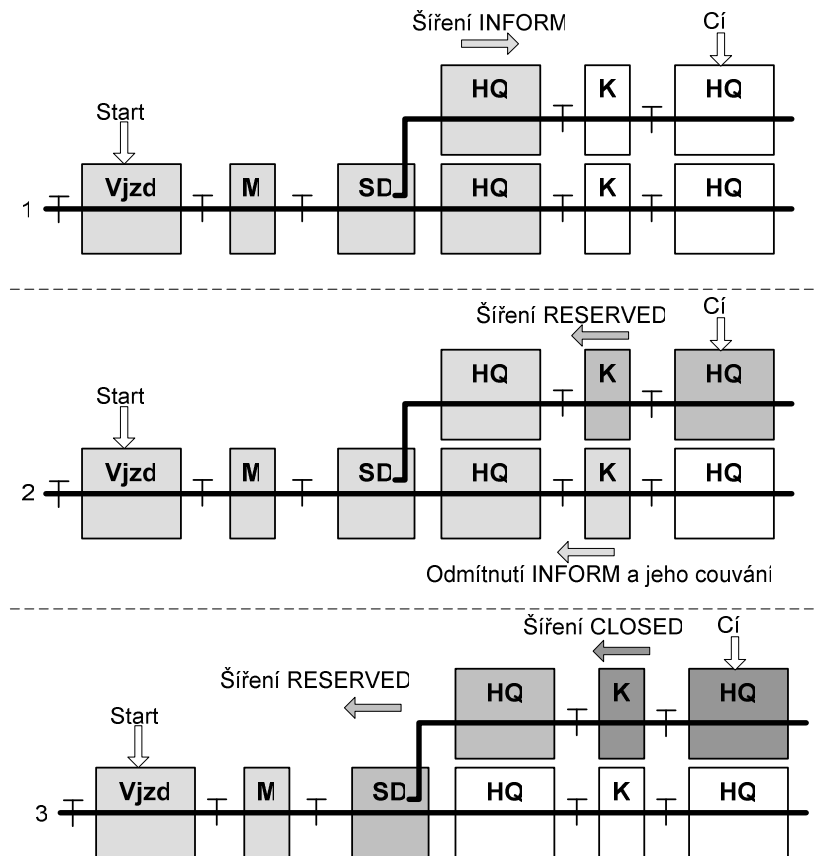 Šíření INFORM
Cí
HQ K HQ
Start
Vjzd M SD HQ K HQ
1
Šíření RESERVED
Cí
HQ K HQ
Start
Vjzd M SD HQ K HQ
2
Odmítnutí INFORM a jeho couvání
Šíření CLOSED
Cí
Šíření RESERVED
HQ K HQ
Start
Vjzd M SD HQ K HQ
3